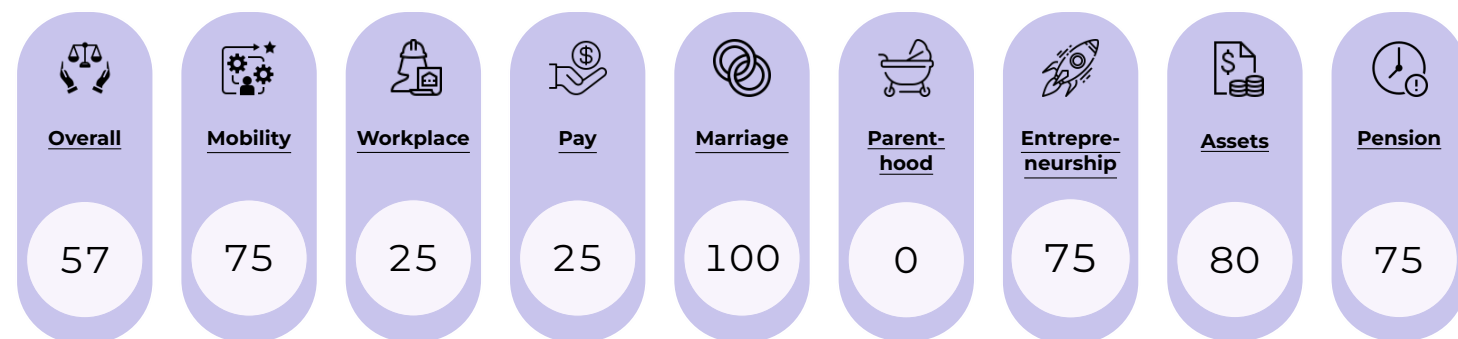 Overall
57
Mobility
75
Workplace
25
Pay
25
Marriage
100
Parent-
hood
0
Entrepre-
neurship
75
Assets
80
Pension
75